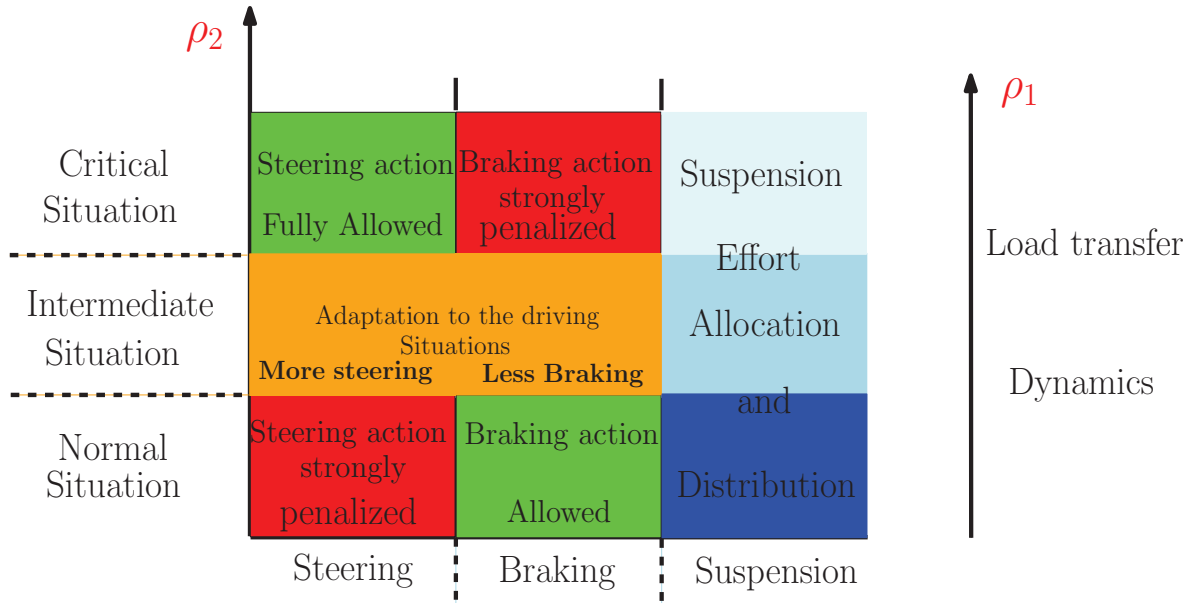 ρ₂
ρ₁
Critical
Situation
Steering action
Fully Allowed
Braking action
strongly
penalized
Suspension
Effort
Load transfer
Intermediate
Situation
Adaptation to the driving
Situations
More steering
Less Braking
Allocation
and
Dynamics
Normal
Situation
Steering action
strongly
penalized
Braking action
Allowed
Distribution
Steering
Braking
Suspension